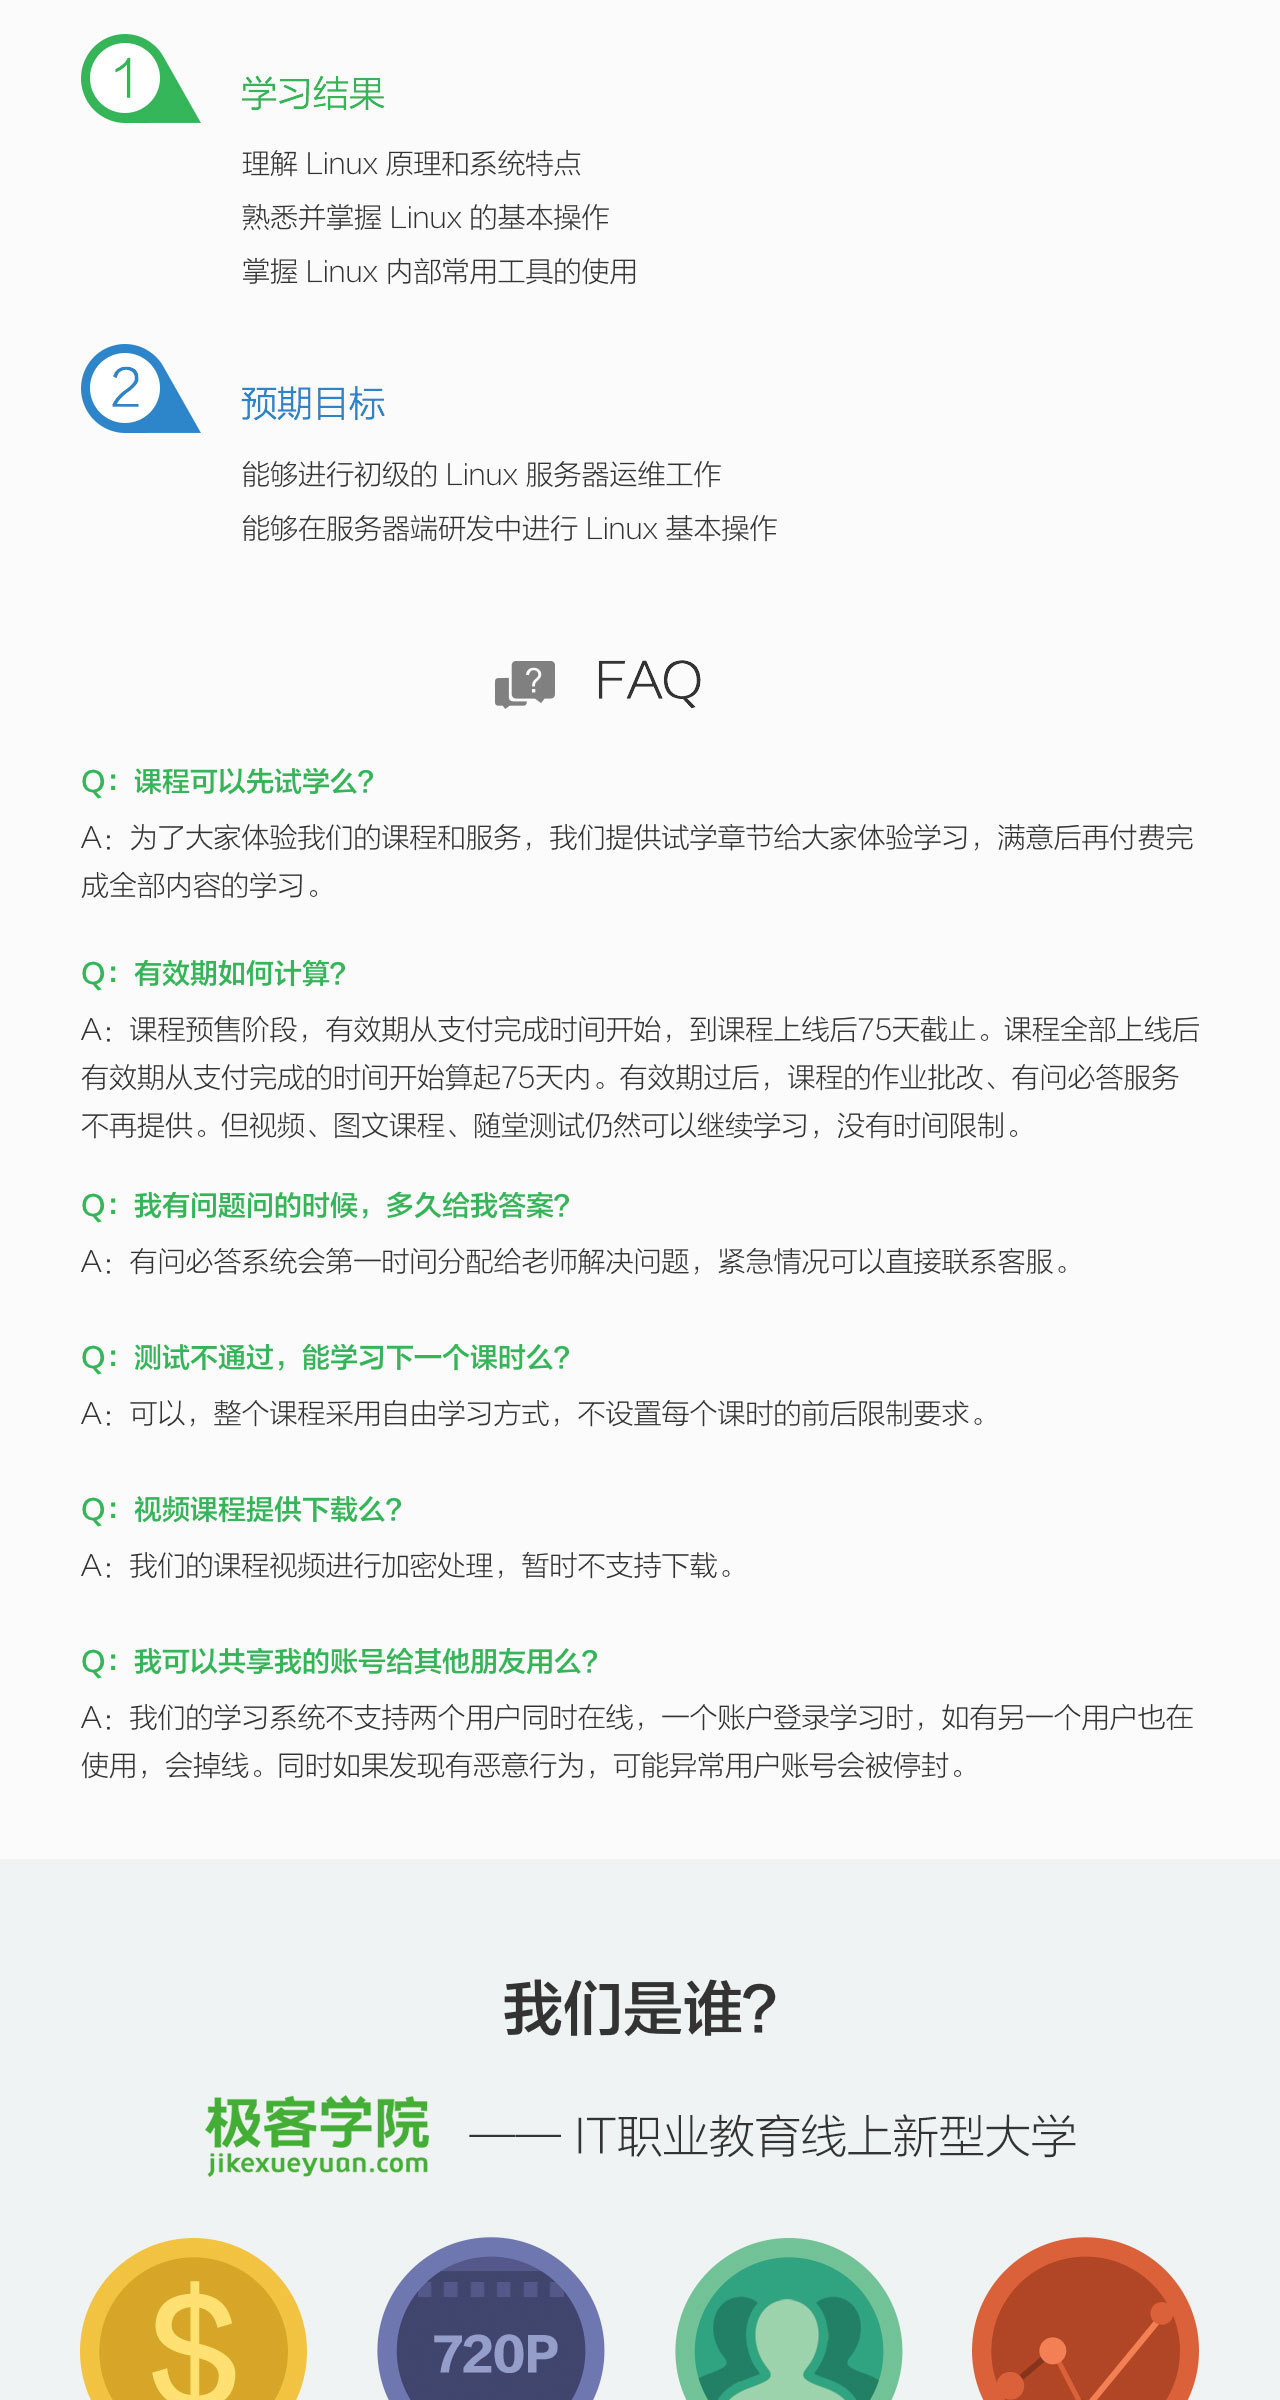 1
学习结果
理解 Linux 原理和系统特点
熟悉并掌握 Linux 的基本操作
掌握 Linux 内部常用工具的使用
2
预期目标
能够进行初级的 Linux 服务器运维工作
能够在服务器端研发中进行 Linux 基本操作
? FAQ
Q：课程可以先试学么？
A：为了大家体验我们的课程和服务，我们提供试学章节给大家体验学习，满意后再付费完
成全部内容的学习。
Q：有效期如何计算？
A：课程预售阶段，有效期从支付完成时间开始，到课程上线后75天截止。课程全部上线后
有效期从支付完成的时间开始算起75天内。有效期过后，课程的作业批改、有问必答服务
不再提供。但视频、图文课程、随堂测试仍然可以继续学习，没有时间限制。
Q：我有问题问的时候，多久给我答案？
A：有问必答系统会第一时间分配给老师解决问题，紧急情况可以直接联系客服。
Q：测试不通过，能学习下一个课时么？
A：可以，整个课程采用自由学习方式，不设置每个课时的前后限制要求。
Q：视频课程提供下载么？
A：我们的课程视频进行加密处理，暂时不支持下载。
Q：我可以共享我的账号给其他朋友用么？
A：我们的学习系统不支持两个用户同时在线，一个账户登录学习时，如有另一个用户也在
使用，会掉线。同时如果发现有恶意行为，可能异常用户账号会被停封。
我们是谁？
极客学院 —— IT职业教育线上新型大学
jikexueyuan.com
$ 720P